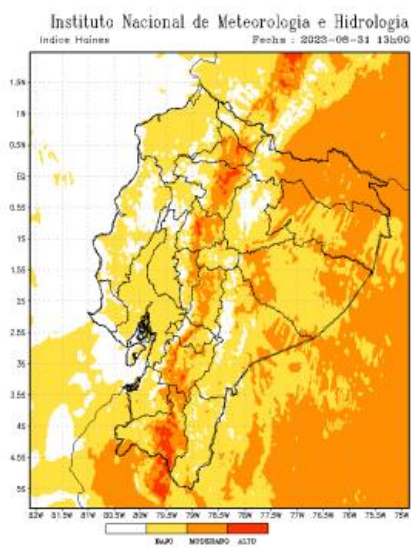 Instituto Nacional de Meteorologia e Hidrologia
Indice Haines Fecha : 2023-08-31 13h00
1.5N
1N
0.5N
EQ
0.5S
1S
1.5S
2S
2.5S
3S
3.5S
4S
4.5S
5S
82W 81.5W 81W 80.5W 80W 79.5W 79W 78.5W 78W 77.5W 77W 76.5W 76W 75.5W 75W
BAJO MODERADO ALTO